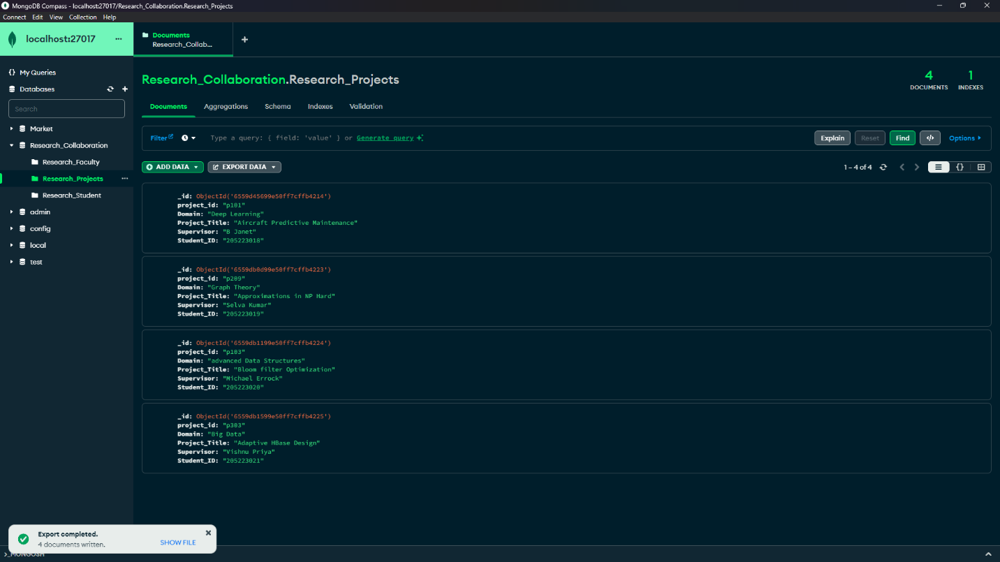 MongoDB Compass - localhost:27017/Research_Collaboration.Research_Projects
Connect Edit View Collection Help
localhost:27017 ...
Documents
Research_Collab...
+
{} My Queries
Databases
Search
Market
Research_Collaboration
Research_Faculty
Research_Projects ...
Research_Student
admin
config
local
test
Research_Collaboration.Research_Projects
4
DOCUMENTS
1
INDEXES
Documents Aggregations Schema Indexes Validation
Filter Type a query: { field: 'value' } or Generate query Explain Reset Find </> Options
ADD DATA EXPORT DATA 1 – 4 of 4 {}
_id: ObjectId('6559d45699e50ff7cffb4214')
project_id: "p101"
Domain: "Deep Learning"
Project_Title: "Aircraft Predictive Maintenance"
Supervisor: "B Janet"
Student_ID: "205223018"
_id: ObjectId('6559db0d99e50ff7cffb4223')
project_id: "p209"
Domain: "Graph Theory"
Project_Title: "Approximations in NP Hard"
Supervisor: "Selva Kumar"
Student_ID: "205223019"
_id: ObjectId('6559db1199e50ff7cffb4224')
project_id: "p103"
Domain: "advanced Data Structures"
Project_Title: "Bloom filter Optimization"
Supervisor: "Michael Errock"
Student_ID: "205223020"
_id: ObjectId('6559db1599e50ff7cffb4225')
project_id: "p303"
Domain: "Big Data"
Project_Title: "Adaptive HBase Design"
Supervisor: "Vishnu Priya"
Student_ID: "205223021"
Export completed.
4 documents written.
SHOW FILE
>_MONGOSH